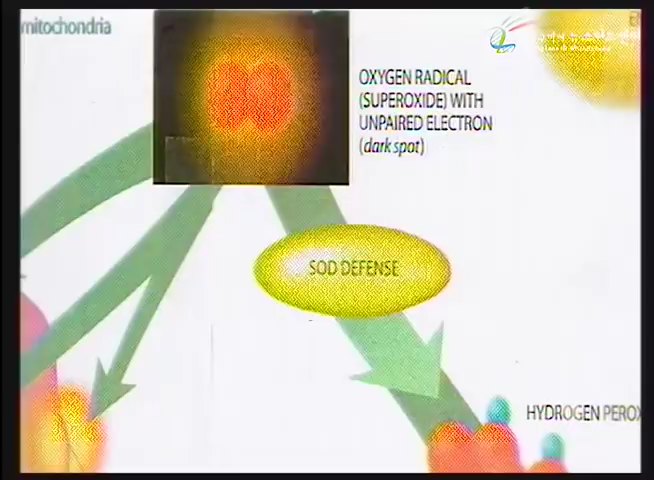 mitochondria
OXYGEN RADICAL
(SUPEROXIDE) WITH
UNPAIRED ELECTRON
(dark spot)
SOD DEFENSE
HYDROGEN PEROX